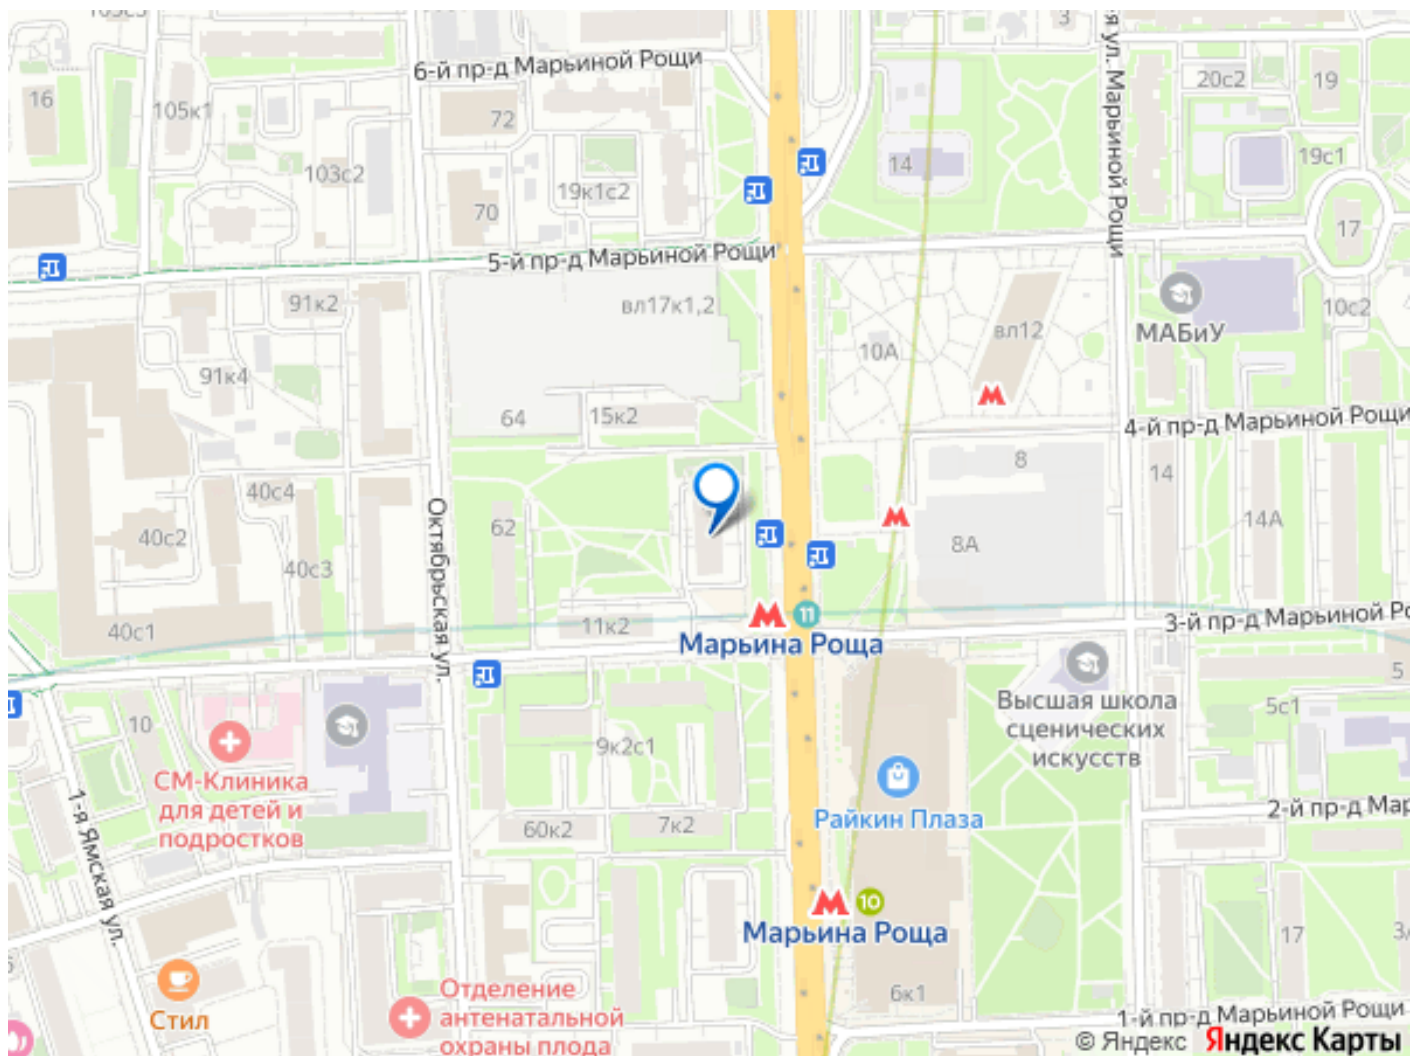 6-й пр-д Марьиной Рощи
3
16
105к1
72
20с2
19
103с2
19к1с2
14
19с1
70
17
-я ул. Марьиной Рощи
5-й пр-д Марьиной Рощи
91к2
вл17к1,2
10с2
вл12
МАБиУ
10А
91к4
64
15к2
4-й пр-д Марьиной Рощи
8
14
40с4
62
40с2
Октябрьская ул.
14А
8А
40с3
40с1
11к2
11
3-й пр-д Марьиной Ро
Марьина Роща
5
10
Высшая школа
сценических
искусств
5с1
9к2с1
СМ-Клиника
для детей и
подростков
1-я Ямская ул.
Райкин Плаза
60к2
7к2
2-й пр-д Мар
10
Марьина Роща
17
3/
6к1
Отделение
антенатальной
охраны плода
Стил
1-й пр-д Марьиной Рощи
© Яндекс Яндекс Карты